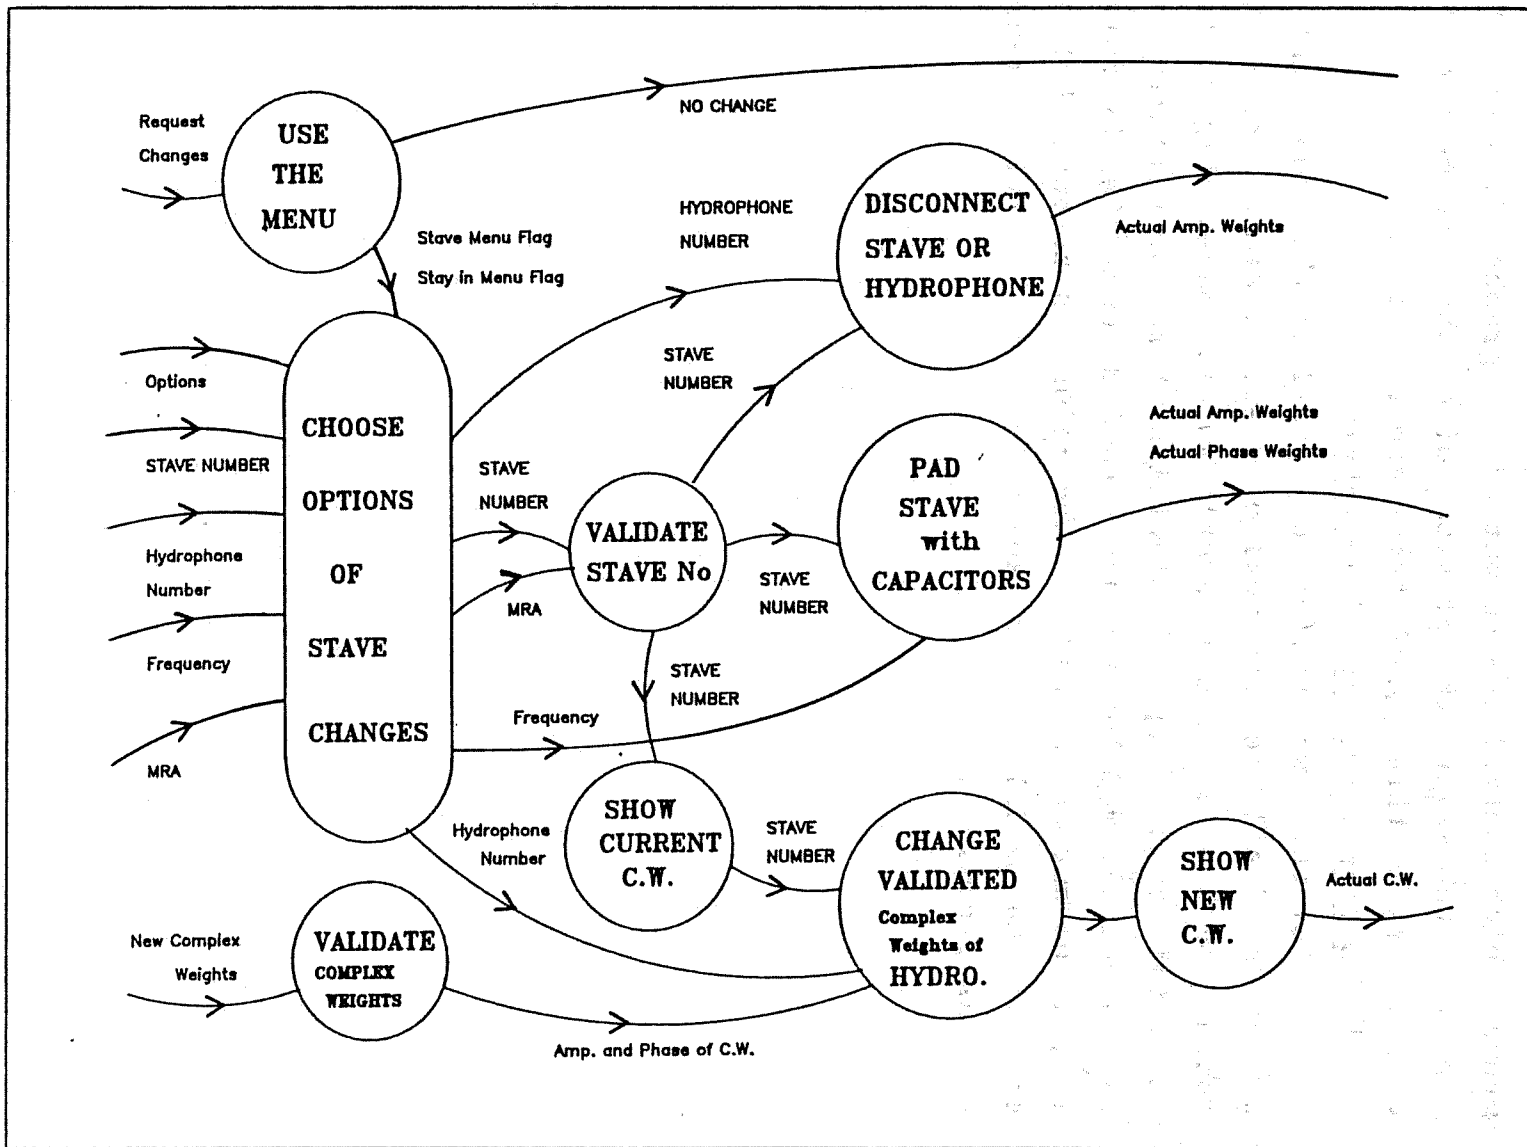 Request
Changes
USE
THE
MENU
NO CHANGE
Stave Menu Flag
Stay in Menu Flag
HYDROPHONE
NUMBER
DISCONNECT
STAVE OR
HYDROPHONE
Actual Amp. Weights
Options
STAVE NUMBER
Hydrophone
Number
Frequency
MRA
CHOOSE
OPTIONS
OF
STAVE
CHANGES
STAVE
NUMBER
STAVE
NUMBER
MRA
VALIDATE
STAVE No
STAVE
NUMBER
PAD
STAVE
with
CAPACITORS
Actual Amp. Weights
Actual Phase Weights
STAVE
NUMBER
Frequency
SHOW
CURRENT
C.W.
STAVE
NUMBER
Hydrophone
Number
CHANGE
VALIDATED
Complex
Weights of
HYDRO.
SHOW
NEW
C.W.
Actual C.W.
New Complex
Weights
VALIDATE
COMPLEX
WEIGHTS
Amp. and Phase of C.W.